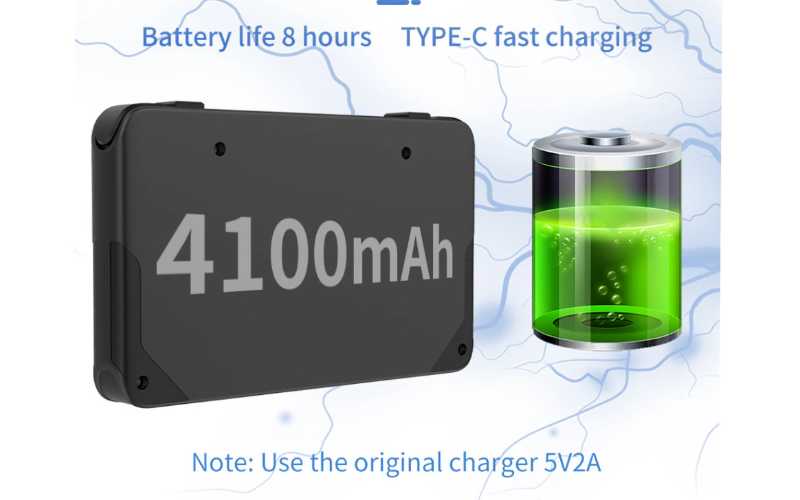 Battery life 8 hours TYPE-C fast charging
4100mAh
Note: Use the original charger 5V2A